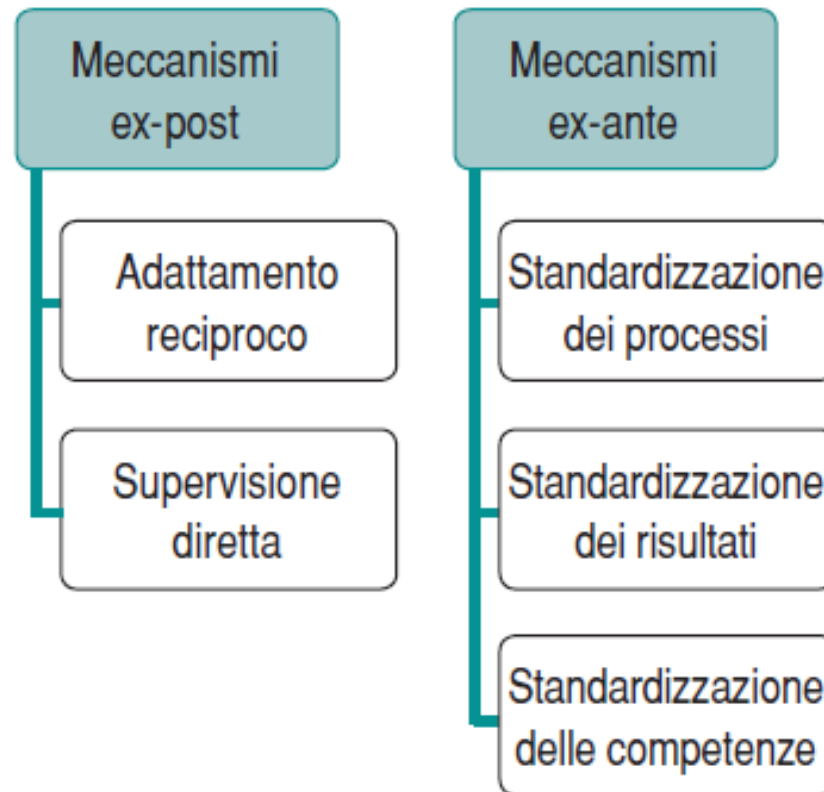 Meccanismi
ex-post
Adattamento
reciproco
Supervisione
diretta
Meccanismi
ex-ante
Standardizzazione
dei processi
Standardizzazione
dei risultati
Standardizzazione
delle competenze